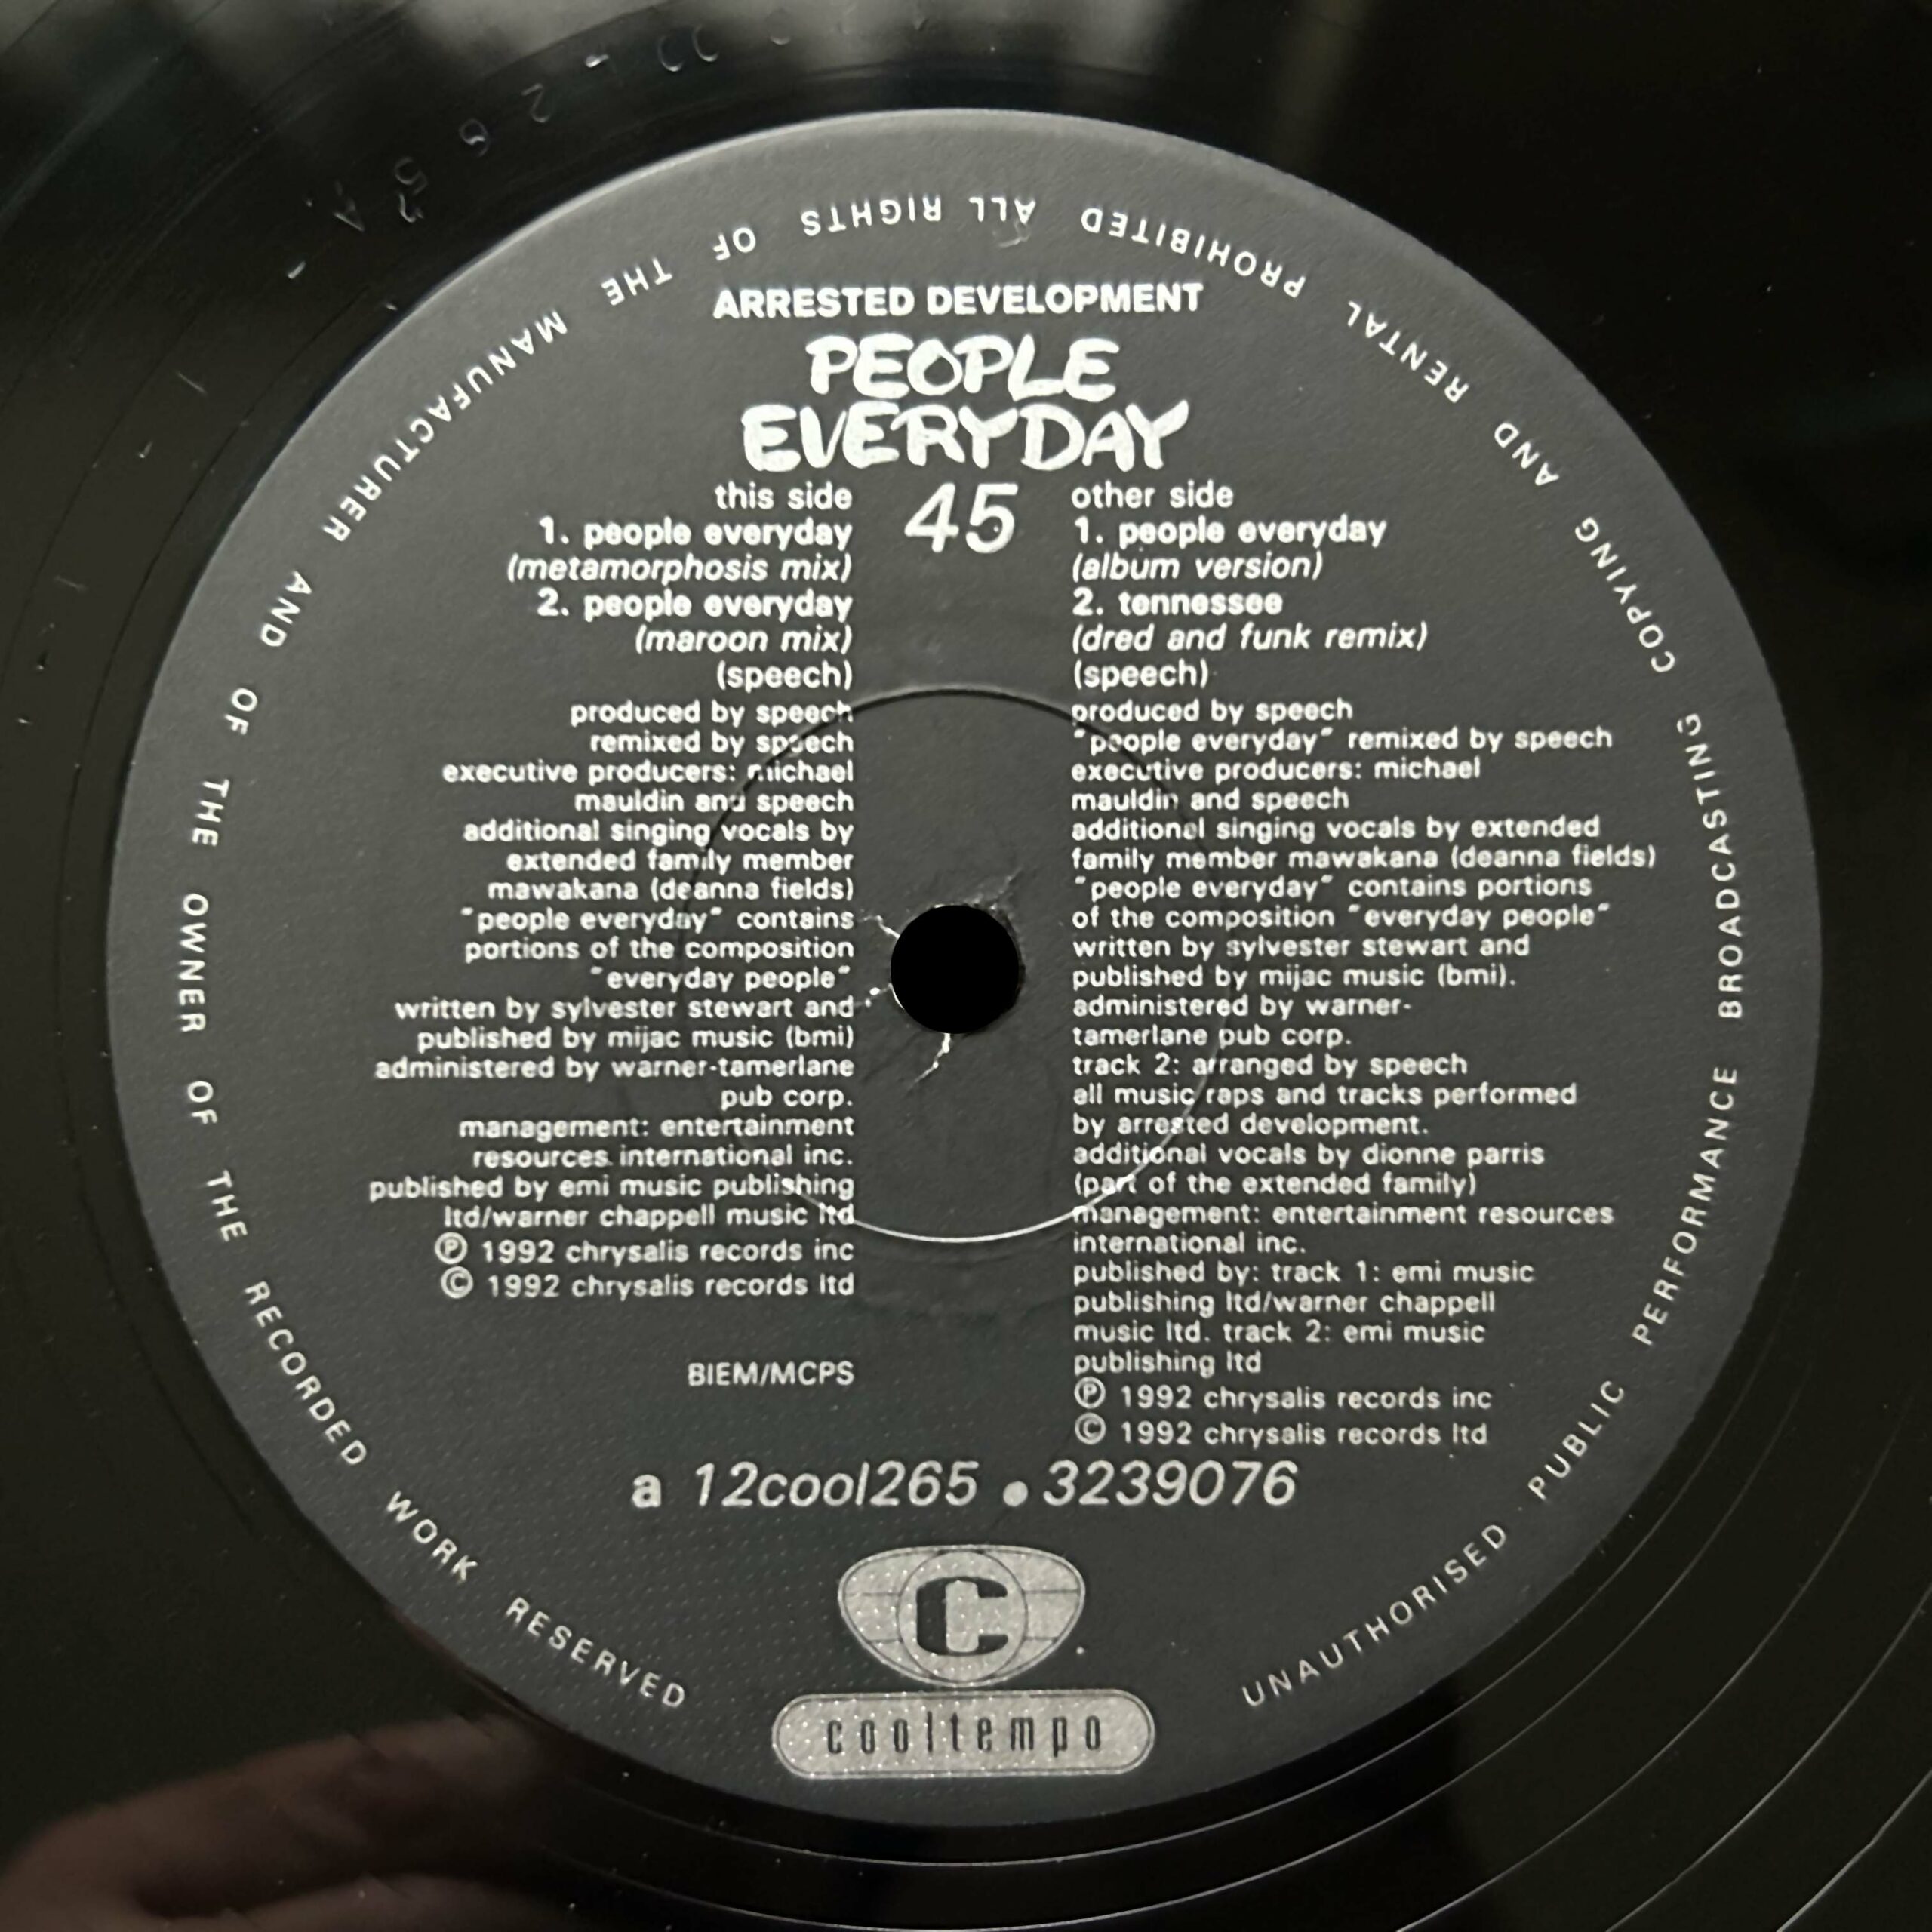 ARRESTED DEVELOPMENT
PEOPLE
EVERYDAY
45
this side
1. people everyday
(metamorphosis mix)
2. people everyday
(maroon mix)
(speech)
produced by speech
remixed by speech
executive producers: michael
mauldin and speech
additional singing vocals by
extended family member
mawakana (deanna fields)
"people everyday" contains
portions of the composition
"everyday people"
written by sylvester stewart and
published by mijac music (bmi)
administered by warner-tamerlane
pub corp.
management: entertainment
resources international inc.
published by emi music publishing
ltd/warner chappell music ltd
℗ 1992 chrysalis records inc
© 1992 chrysalis records ltd
BIEM/MCPS
other side
1. people everyday
(album version)
2. tennessee
(dred and funk remix)
(speech)
produced by speech
"people everyday" remixed by speech
executive producers: michael
mauldin and speech
additional singing vocals by extended
family member mawakana (deanna fields)
"people everyday" contains portions
of the composition "everyday people"
written by sylvester stewart and
published by mijac music (bmi).
administered by warner-
tamerlane pub corp.
track 2: arranged by speech
all music raps and tracks performed
by arrested development.
additional vocals by dionne parris
(part of the extended family)
management: entertainment resources
international inc.
published by: track 1: emi music
publishing ltd/warner chappell
music ltd. track 2: emi music
publishing ltd
℗ 1992 chrysalis records inc
© 1992 chrysalis records ltd
a 12cool265 • 3239076
C
cooltempo
UNAUTHORISED PUBLIC PERFORMANCE BROADCASTING COPYING AND RENTAL PROHIBITED ALL RIGHTS OF THE MANUFACTURER AND OF THE OWNER OF THE RECORDED WORK RESERVED